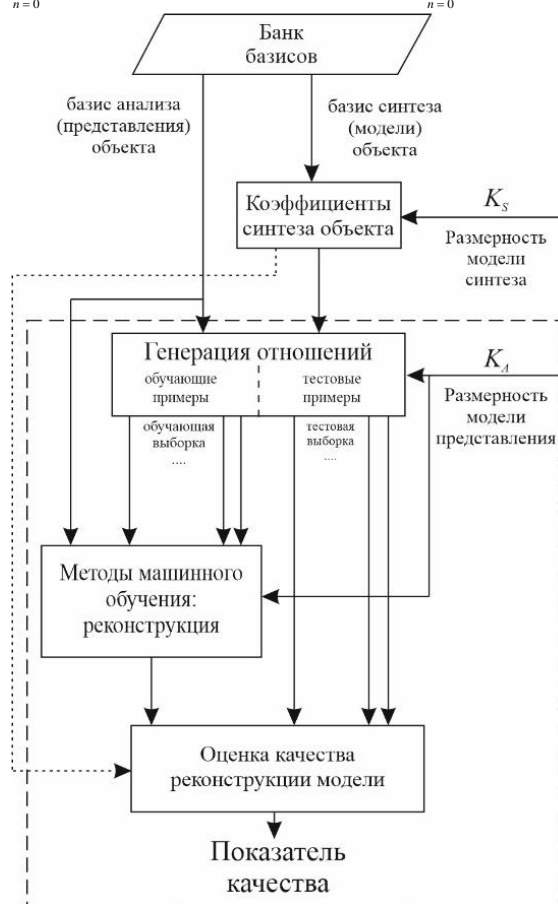 n = 0
n = 0
Банк
базисов
базис анализа
(представления)
объекта
базис синтеза
(модели)
объекта
Коэффициенты
синтеза объекта
K_S
Размерность
модели
синтеза
Генерация отношений
обучающие
примеры
тестовые
примеры
K_A
Размерность
модели
представления
обучающая
выборка
....
тестовая
выборка
....
Методы машинного
обучения:
реконструкция
Оценка качества
реконструкции модели
Показатель
качества